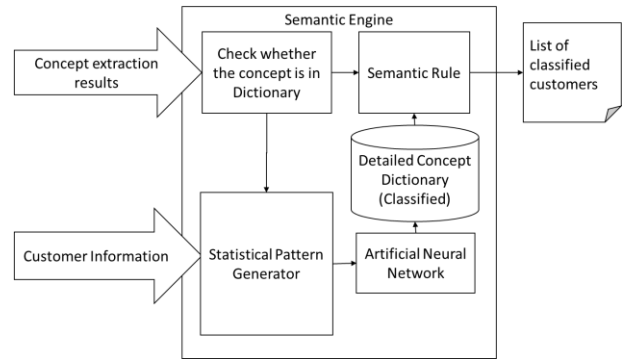 Semantic Engine
Concept extraction
results
Check whether
the concept is in
Dictionary
Semantic Rule
List of
classified
customers
Detailed Concept
Dictionary
(Classified)
Customer Information
Statistical Pattern
Generator
Artificial Neural
Network